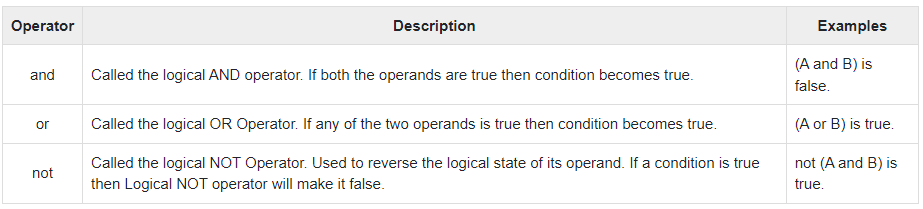 Operator Description Examples
and Called the logical AND operator. If both the operands are true then condition becomes true. (A and B) is
false.
or Called the logical OR Operator. If any of the two operands is true then condition becomes true. (A or B) is true.
not Called the logical NOT Operator. Used to reverse the logical state of its operand. If a condition is true
then Logical NOT operator will make it false. not (A and B) is
true.